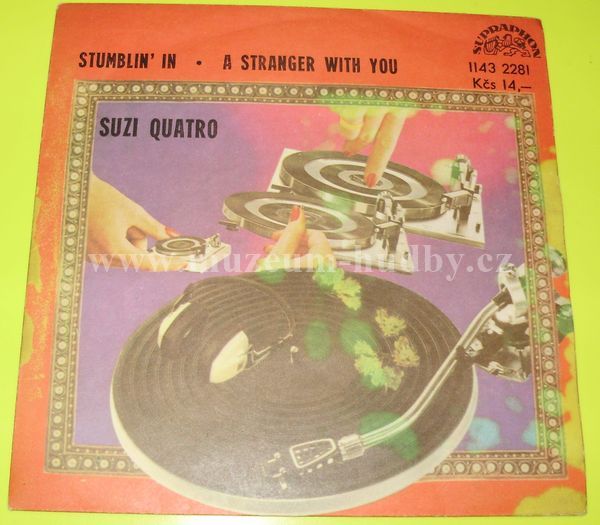 SUPRAPHON
STUMBLIN' IN • A STRANGER WITH YOU
1143 2281
Kčs 14,—
SUZI QUATRO
www.muzeum-hudby.cz